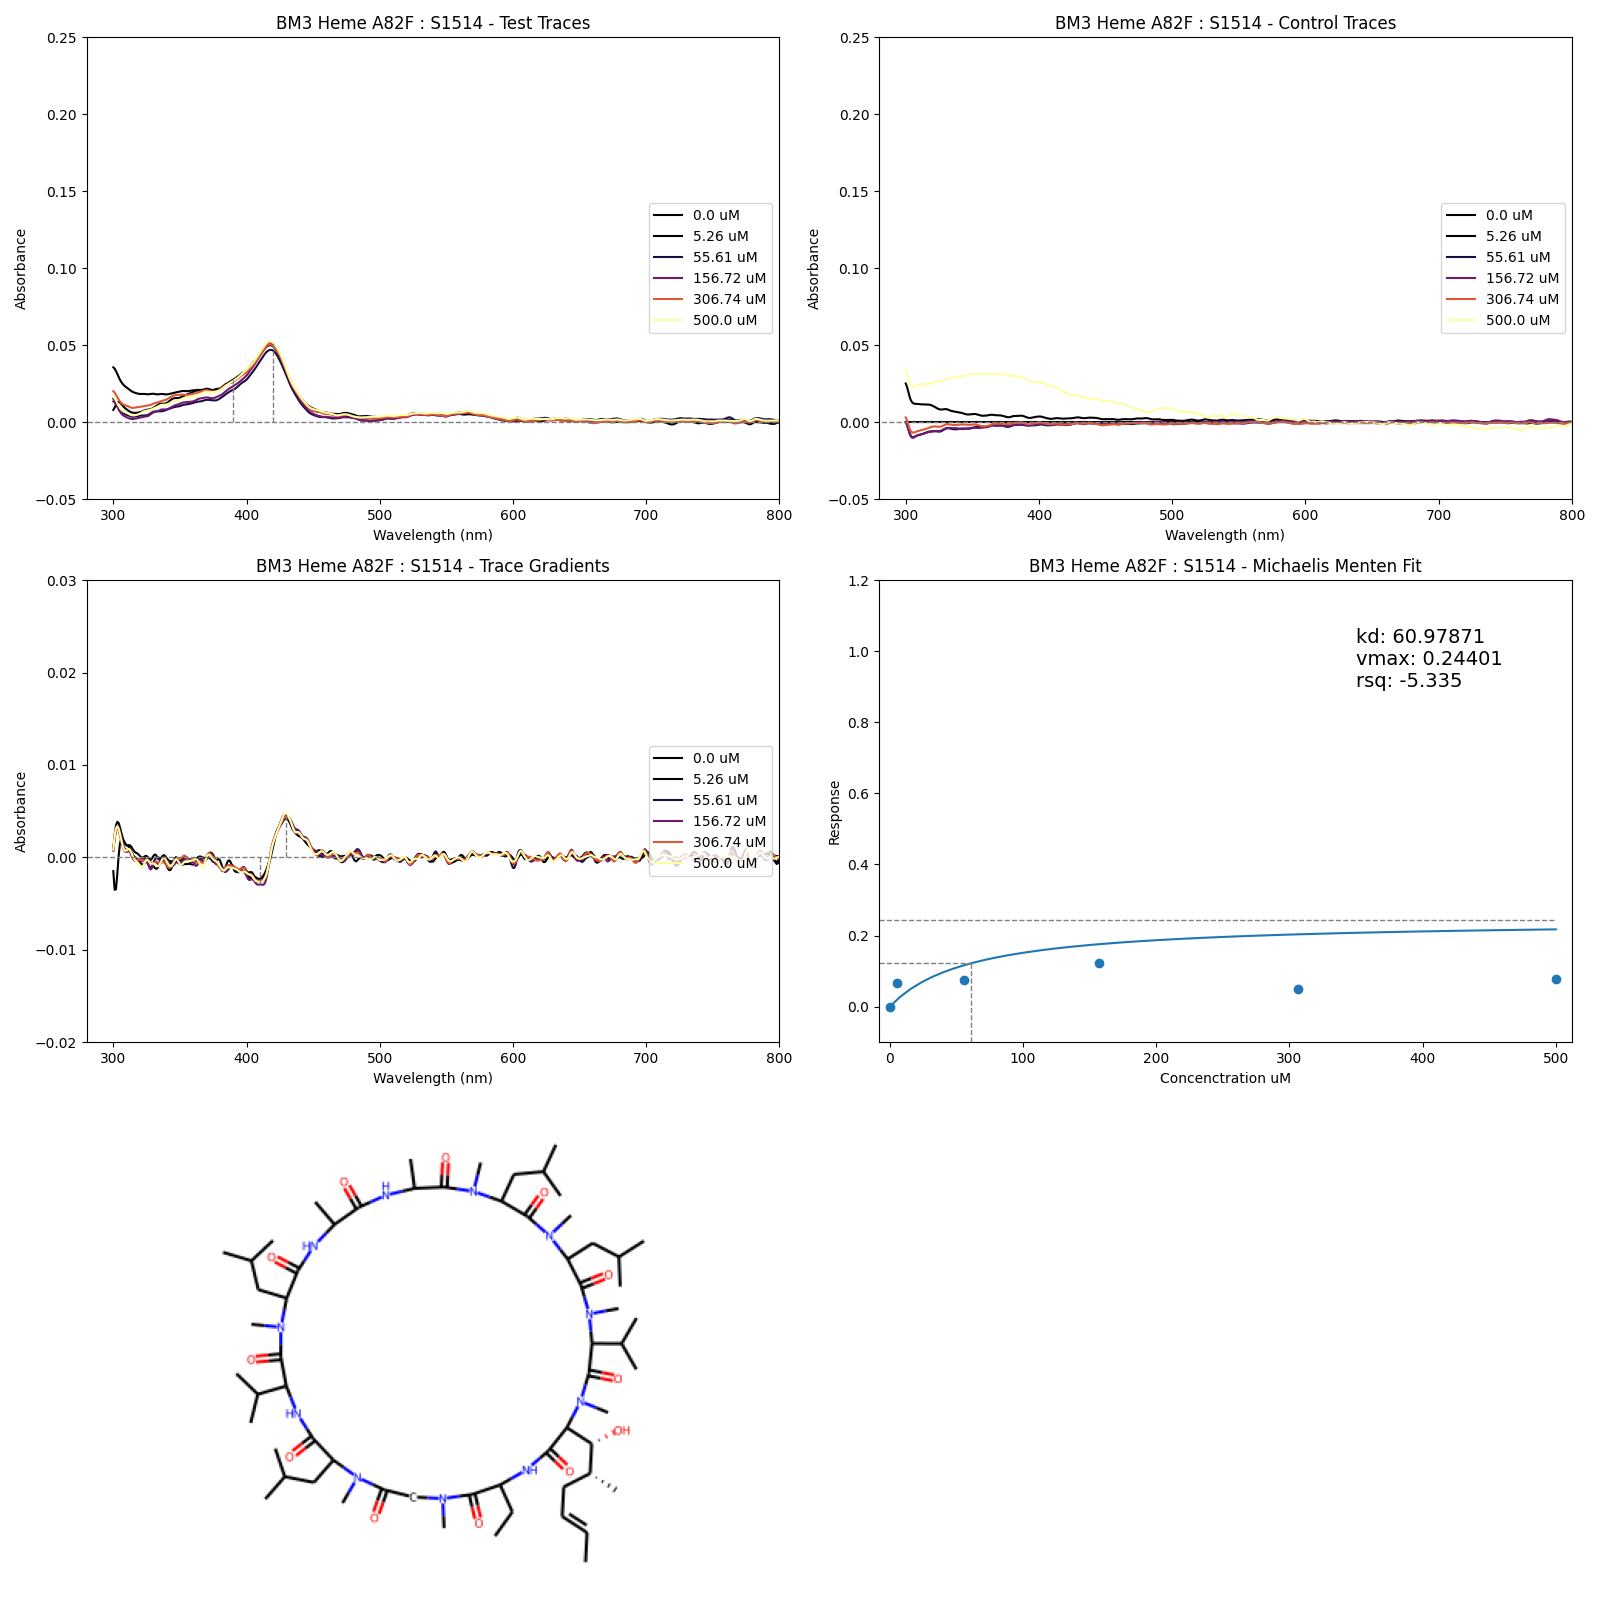 BM3 Heme A82F : S1514 - Test Traces
Absorbance
0.25
0.20
0.15
0.10
0.05
0.00
−0.05
300 400 500 600 700 800
Wavelength (nm)
0.0 uM
5.26 uM
55.61 uM
156.72 uM
306.74 uM
500.0 uM
BM3 Heme A82F : S1514 - Control Traces
Absorbance
0.25
0.20
0.15
0.10
0.05
0.00
−0.05
300 400 500 600 700 800
Wavelength (nm)
0.0 uM
5.26 uM
55.61 uM
156.72 uM
306.74 uM
500.0 uM
BM3 Heme A82F : S1514 - Trace Gradients
Absorbance
0.03
0.02
0.01
0.00
−0.01
−0.02
300 400 500 600 700 800
Wavelength (nm)
0.0 uM
5.26 uM
55.61 uM
156.72 uM
306.74 uM
500.0 uM
BM3 Heme A82F : S1514 - Michaelis Menten Fit
Response
1.2
1.0
0.8
0.6
0.4
0.2
0.0
0 100 200 300 400 500
Concenctration uM
kd: 60.97871
vmax: 0.24401
rsq: -5.335
O
O
H
N
N
O
N
HN
O
O
N
N
O
O
N
HN
OH
O
O
NH
N
C
N
O
O